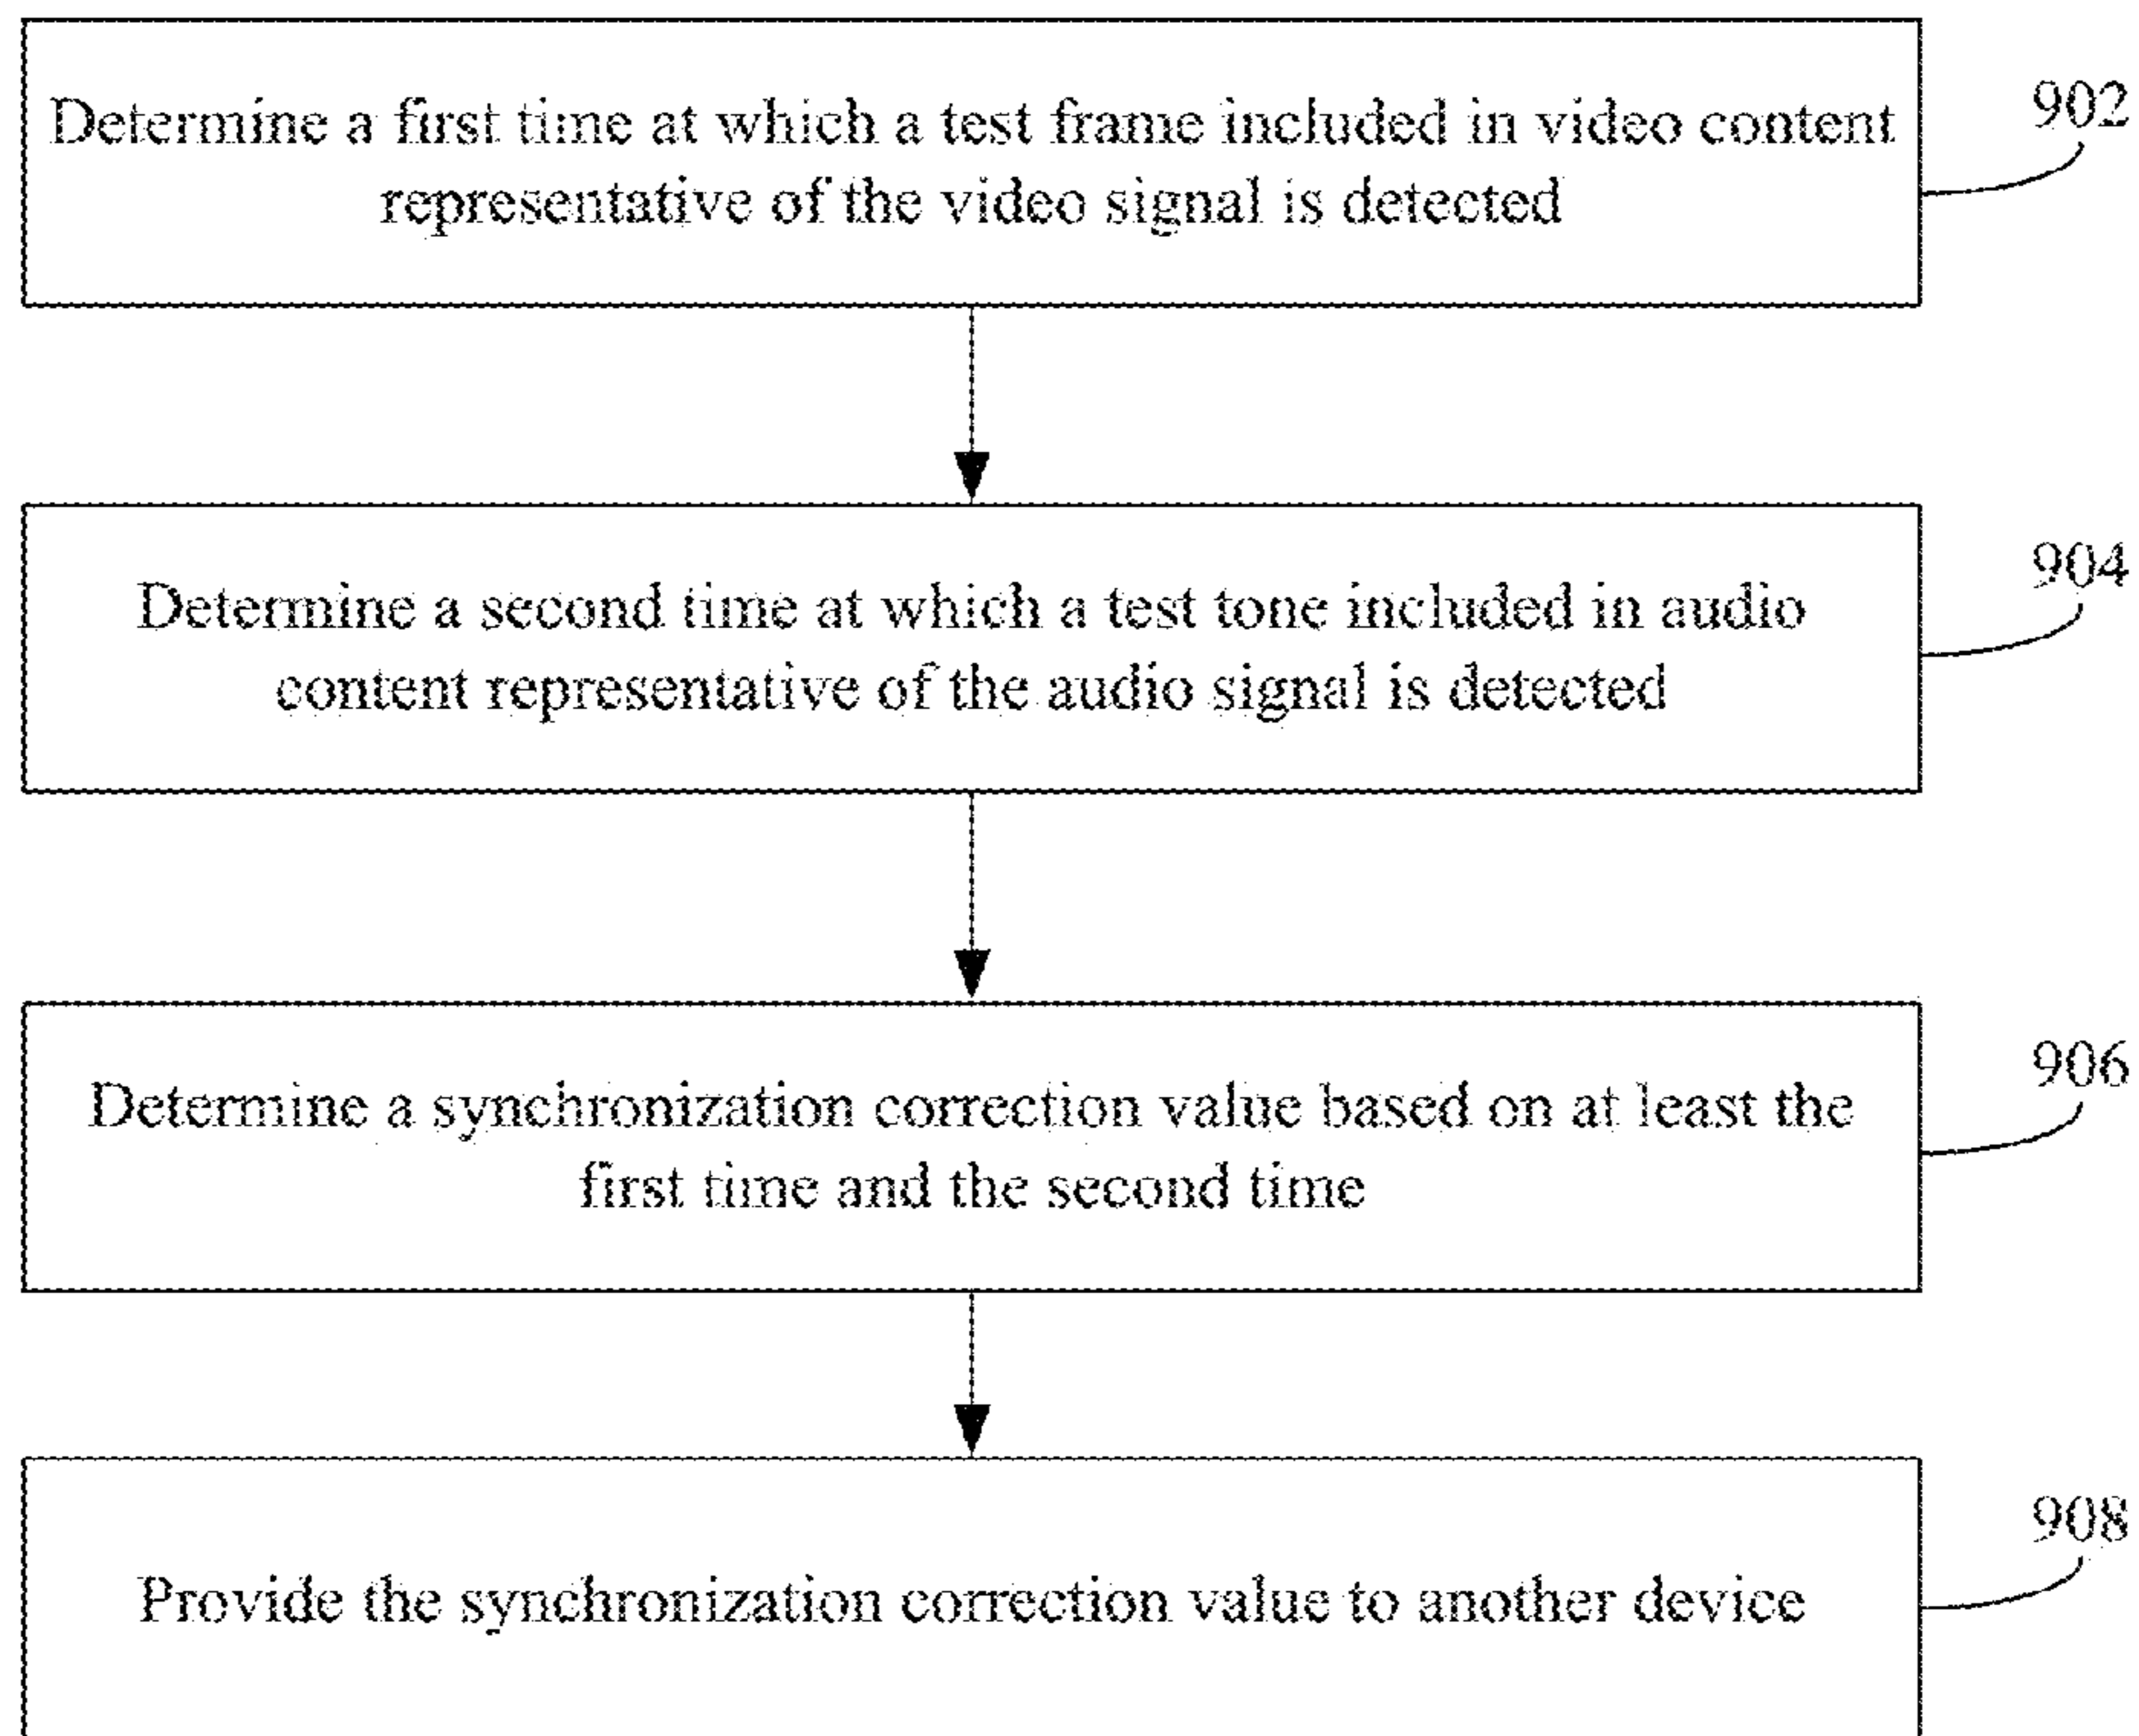 Determine a first time at which a test frame included in video content
representative of the video signal is detected
902
Determine a second time at which a test tone included in audio
content representative of the audio signal is detected
904
Determine a synchronization correction value based on at least the
first time and the second time
906
Provide the synchronization correction value to another device
908